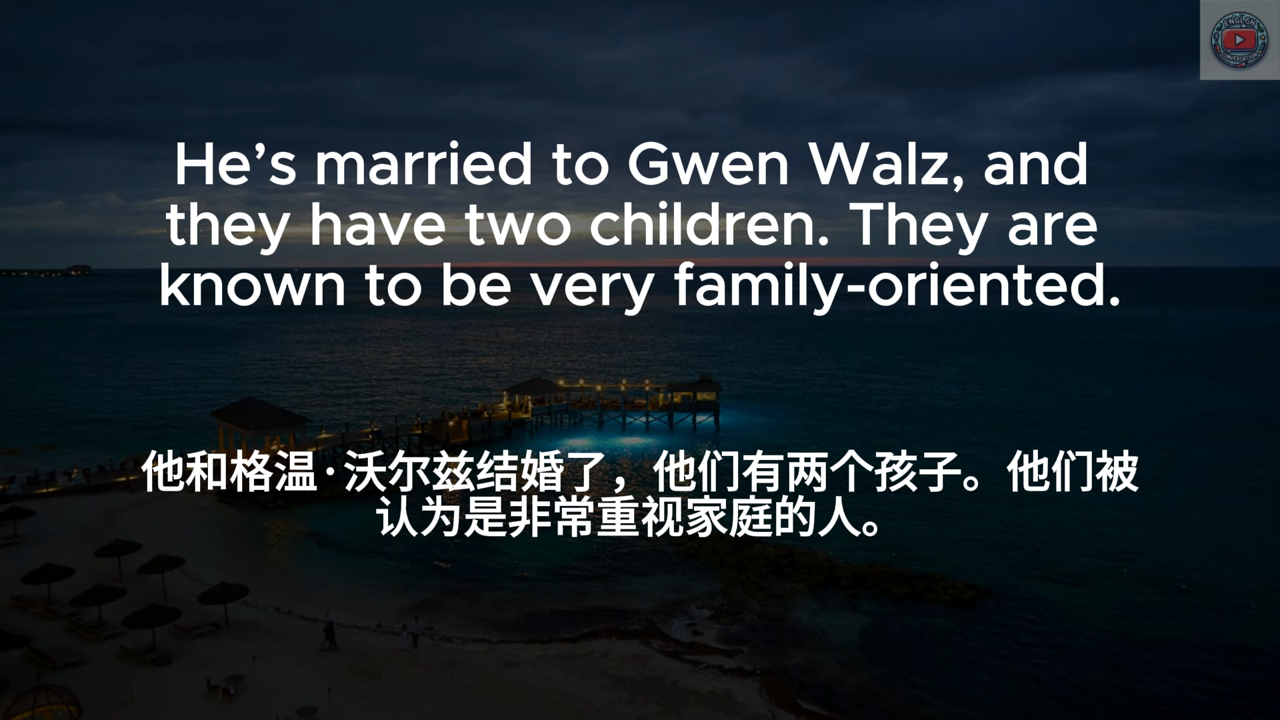 ENGLISH
CONVERSATION
He’s married to Gwen Walz, and
they have two children. They are
known to be very family-oriented.
他和格温·沃尔兹结婚了，他们有两个孩子。他们被
认为是非常重视家庭的人。